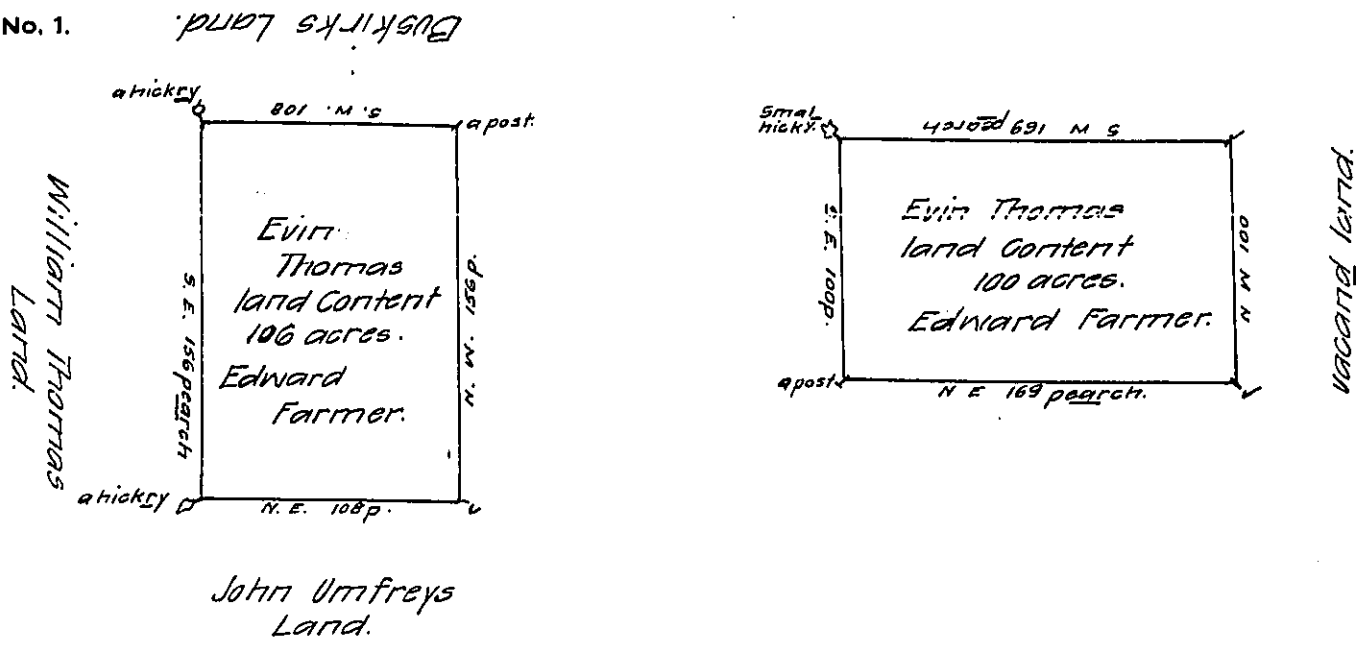 No. 1.
Buskirks Land.
a hickry
S. W. 108
a post.
William Thomas
Land.
S. E. 156 pearch
Evin
Thomas
land Content
106 acres.
Edward
Farmer.
N. W. 156p.
a hickry
N. E. 108p.
John Umfreys
Land.
Smal
hicky.
S W 169 pearch
S. E. 100p.
Evin Thomas
land Content
100 acres.
Edward Farmer.
N W 100
a post
N E 169 pearch.
vacand land.